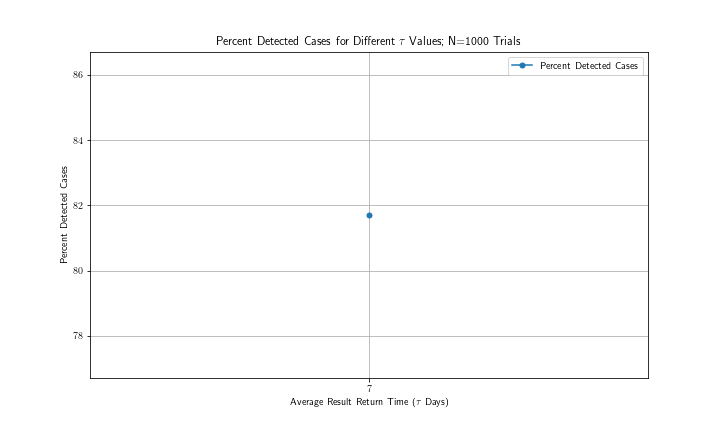 Percent Detected Cases for Different τ Values; N=1000 Trials
Percent Detected Cases
86
84
82
80
78
Percent Detected Cases
7
Average Result Return Time (τ Days)